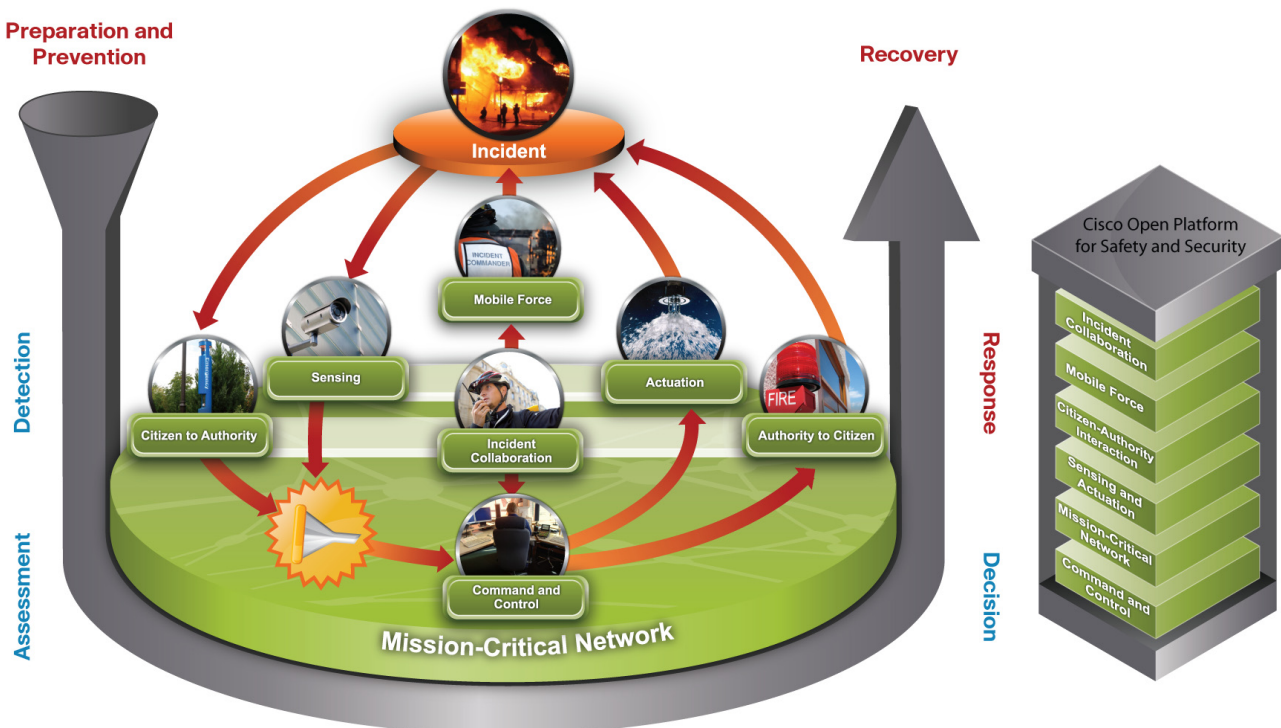 Preparation and
Prevention
Recovery
Incident
INCIDENT
COMMANDER
Mobile Force
Cisco Open Platform
for Safety and Security
Detection
Sensing
Actuation
FIRE
Citizen to Authority
Incident
Collaboration
Authority to Citizen
Response
Assessment
Command and
Control
Decision
Mission-Critical Network
Incident
Collaboration
Mobile Force
Citizen-Authority
Interaction
Sensing and
Actuation
Mission-Critical
Network
Command and
Control